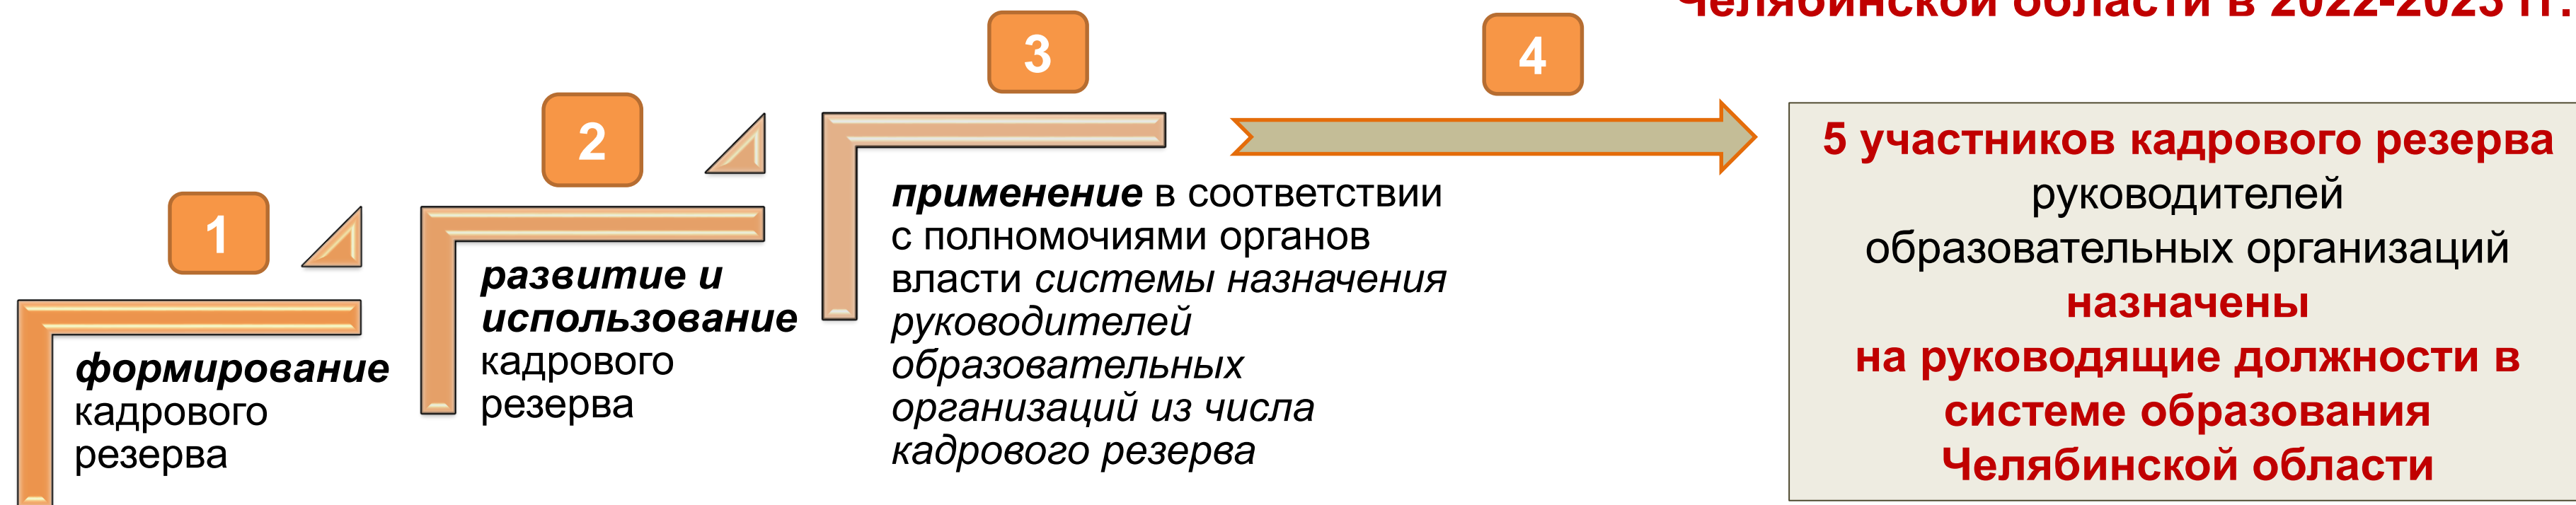 Челябинской области в 2022-2023 гг.
1
формирование
кадрового
резерва
2
развитие и
использование
кадрового
резерва
3
применение в соответствии
с полномочиями органов
власти системы назначения
руководителей
образовательных
организаций из числа
кадрового резерва
4
5 участников кадрового резерва
руководителей
образовательных организаций
назначены
на руководящие должности в
системе образования
Челябинской области